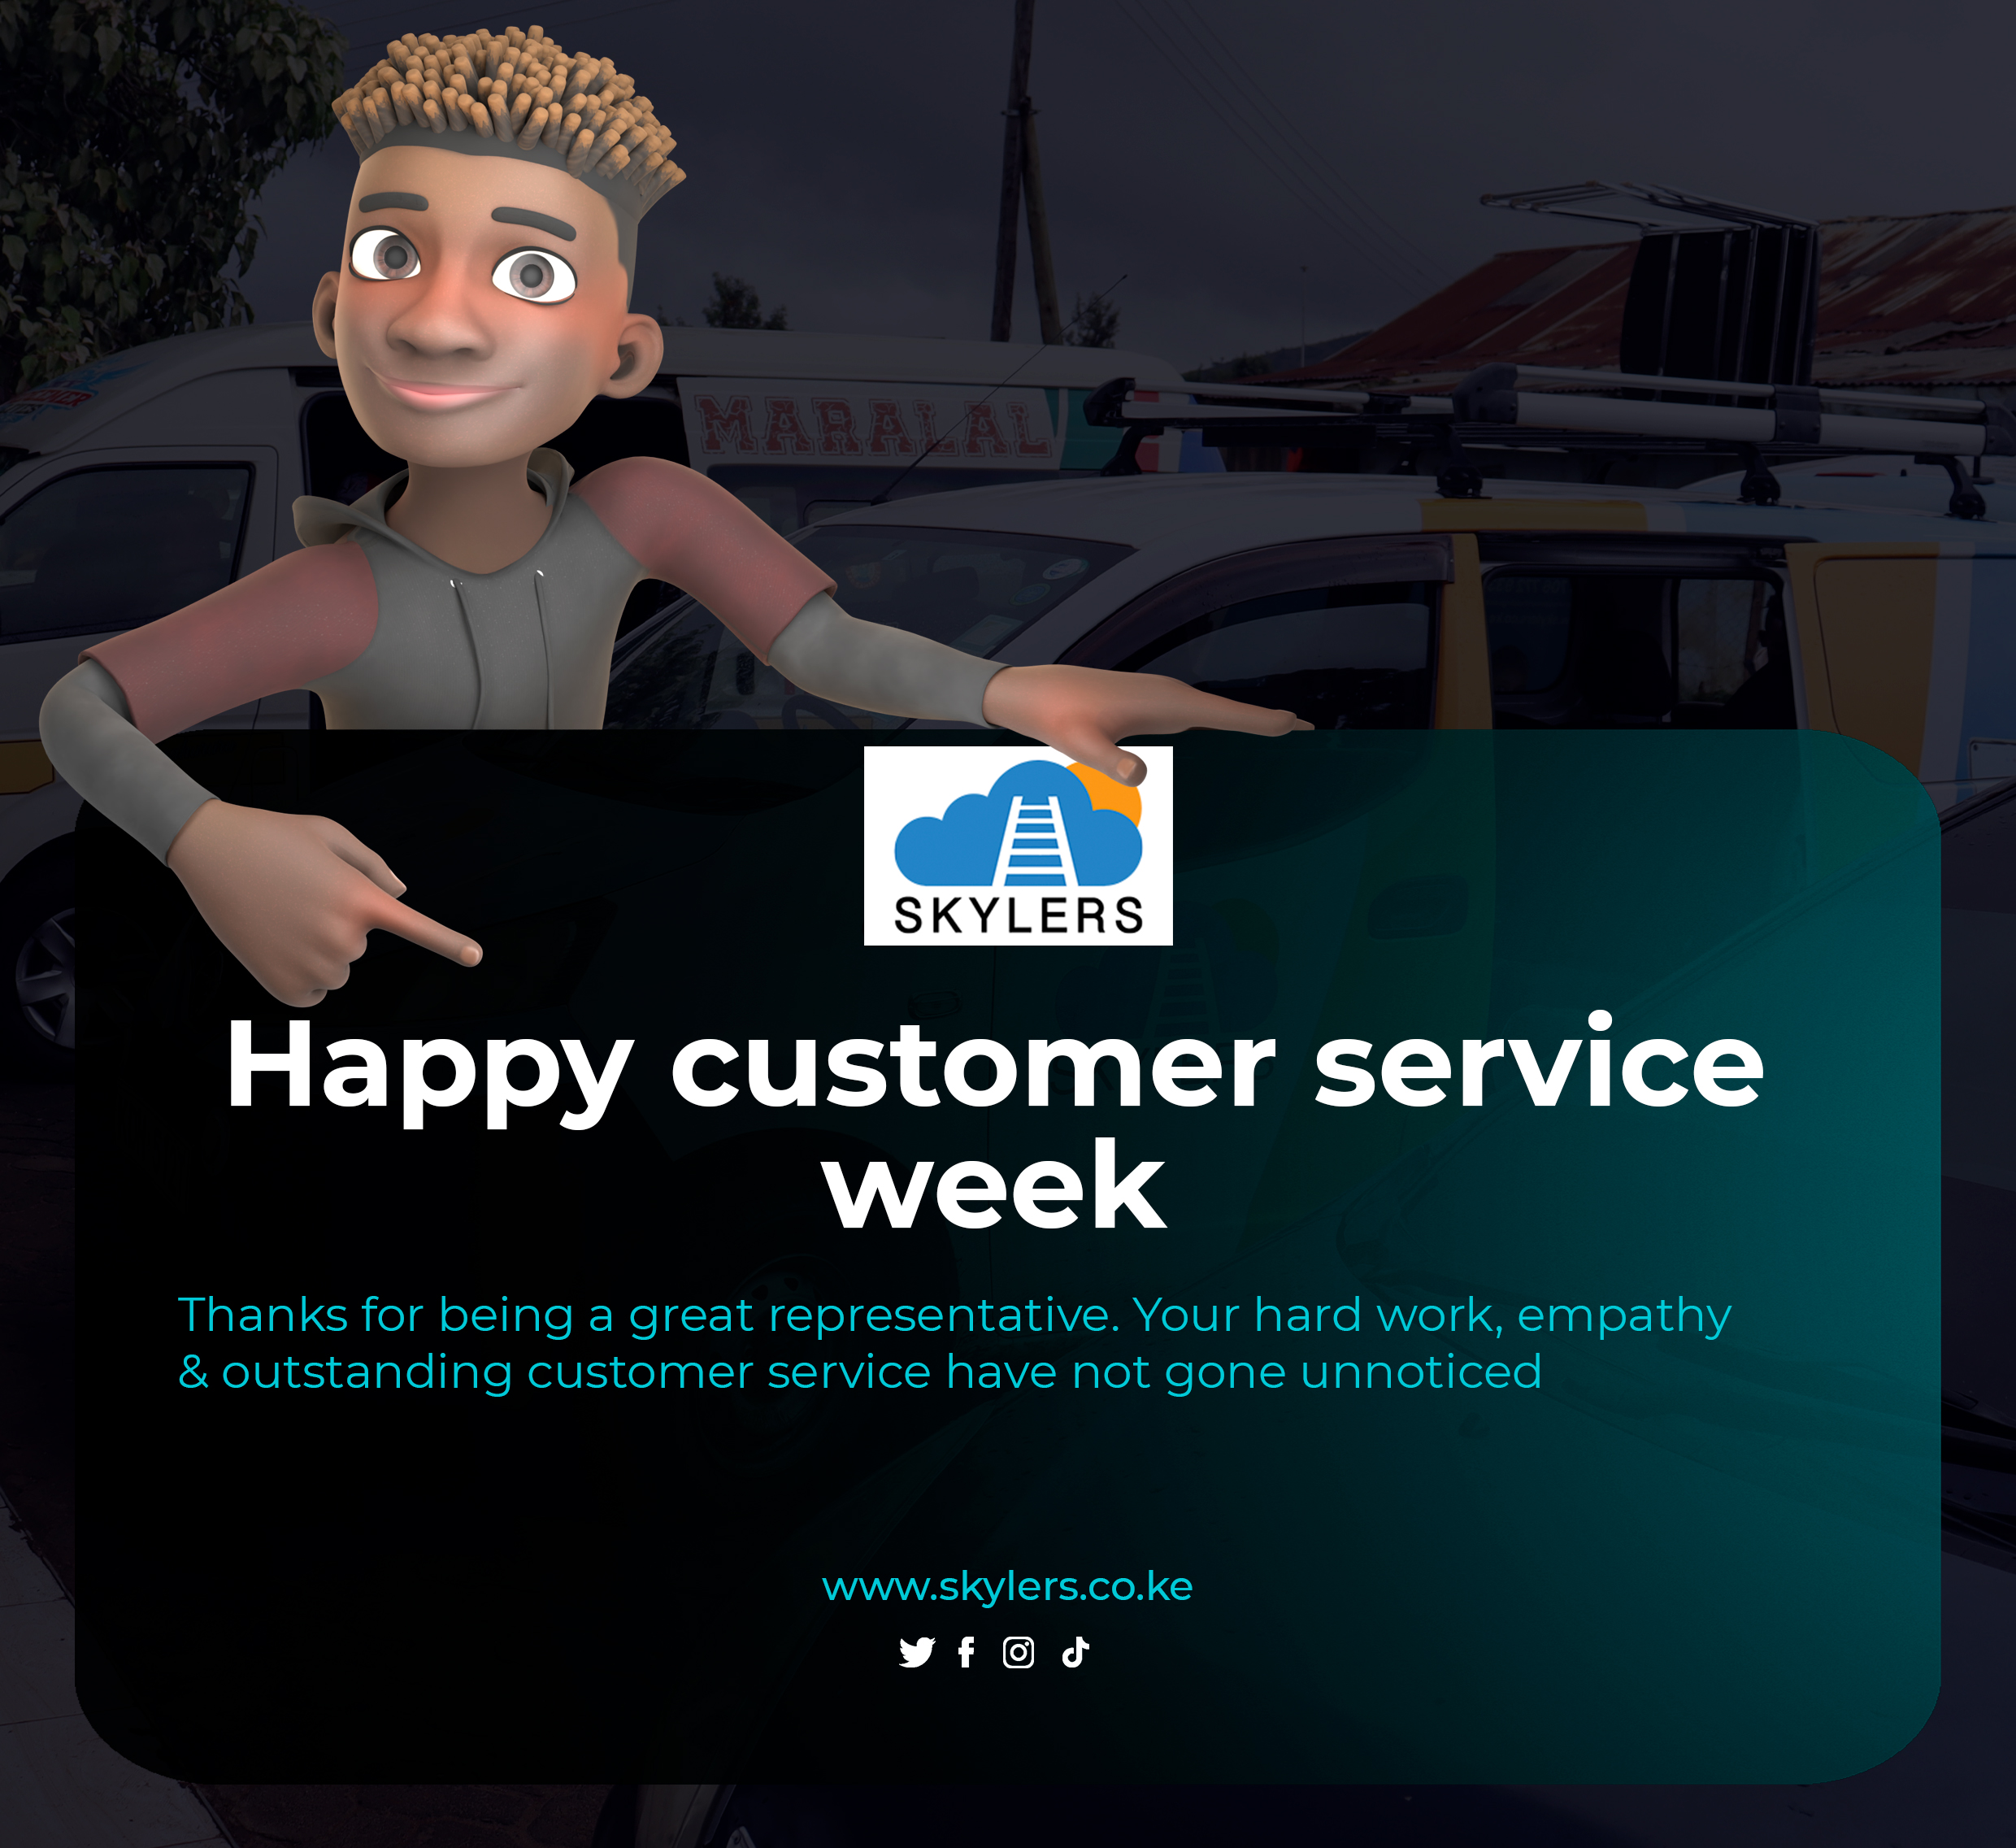 MARALAL
SKYLERS
Happy customer service
week
Thanks for being a great representative. Your hard work, empathy
& outstanding customer service have not gone unnoticed
www.skylers.co.ke